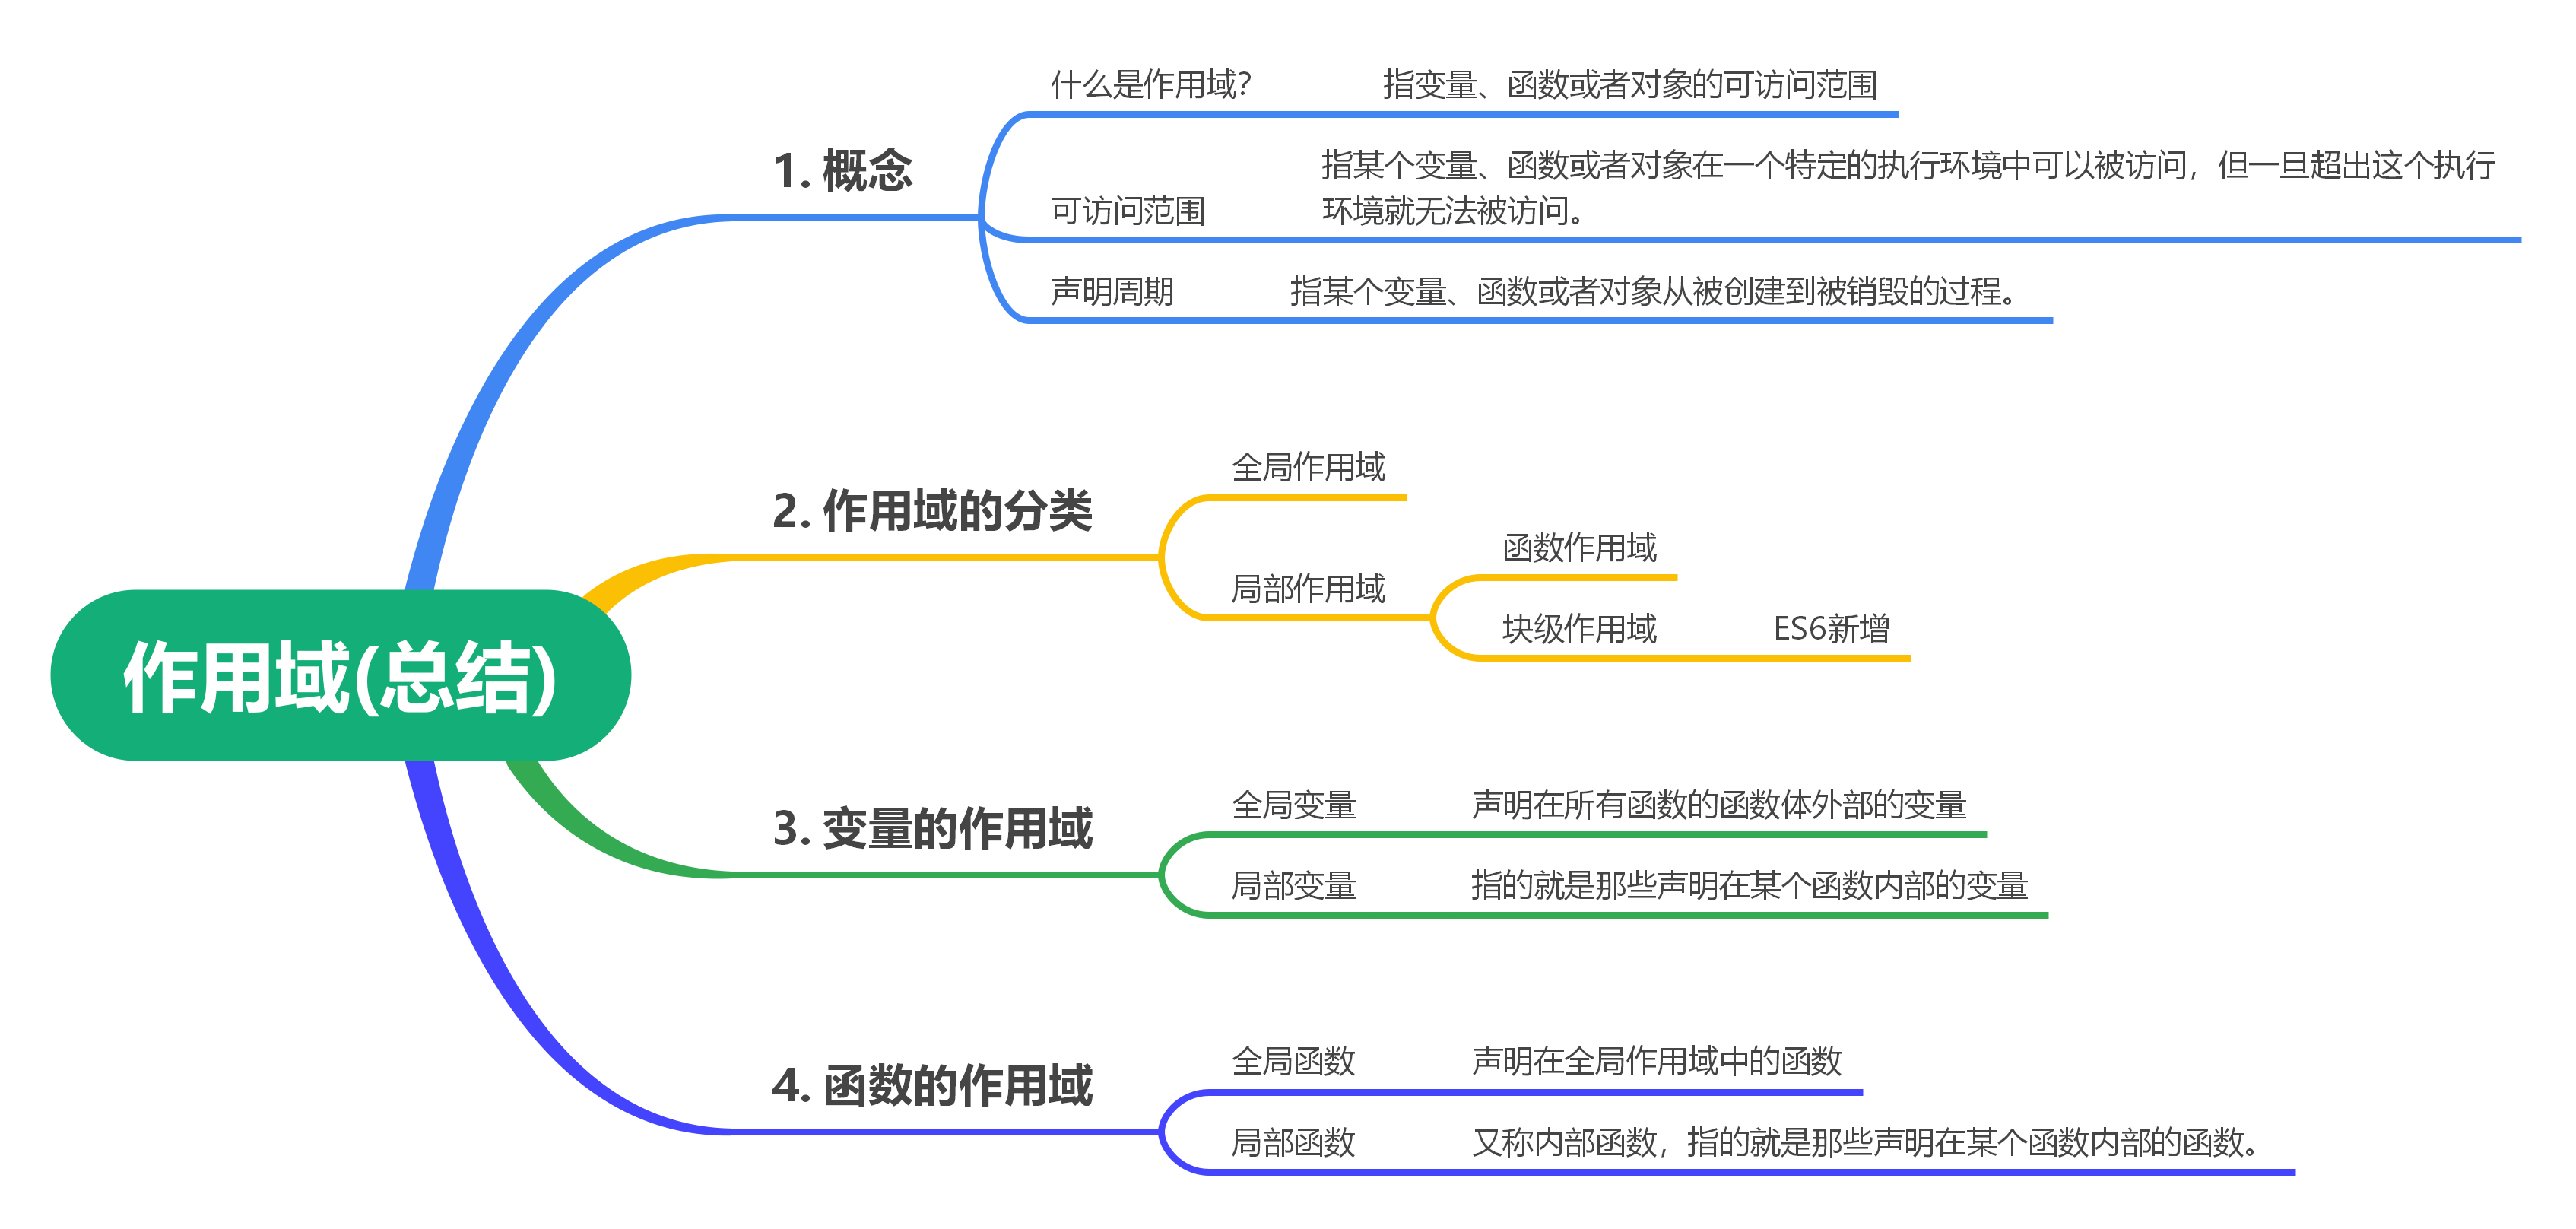 作用域(总结)
1. 概念
什么是作用域？ 指变量、函数或者对象的可访问范围
可访问范围 指某个变量、函数或者对象在一个特定的执行环境中可以被访问，但一旦超出这个执行
环境就无法被访问。
声明周期 指某个变量、函数或者对象从被创建到被销毁的过程。
2. 作用域的分类
全局作用域
局部作用域
函数作用域
块级作用域 ES6新增
3. 变量的作用域
全局变量 声明在所有函数的函数体外部的变量
局部变量 指的就是那些声明在某个函数内部的变量
4. 函数的作用域
全局函数 声明在全局作用域中的函数
局部函数 又称内部函数，指的就是那些声明在某个函数内部的函数。